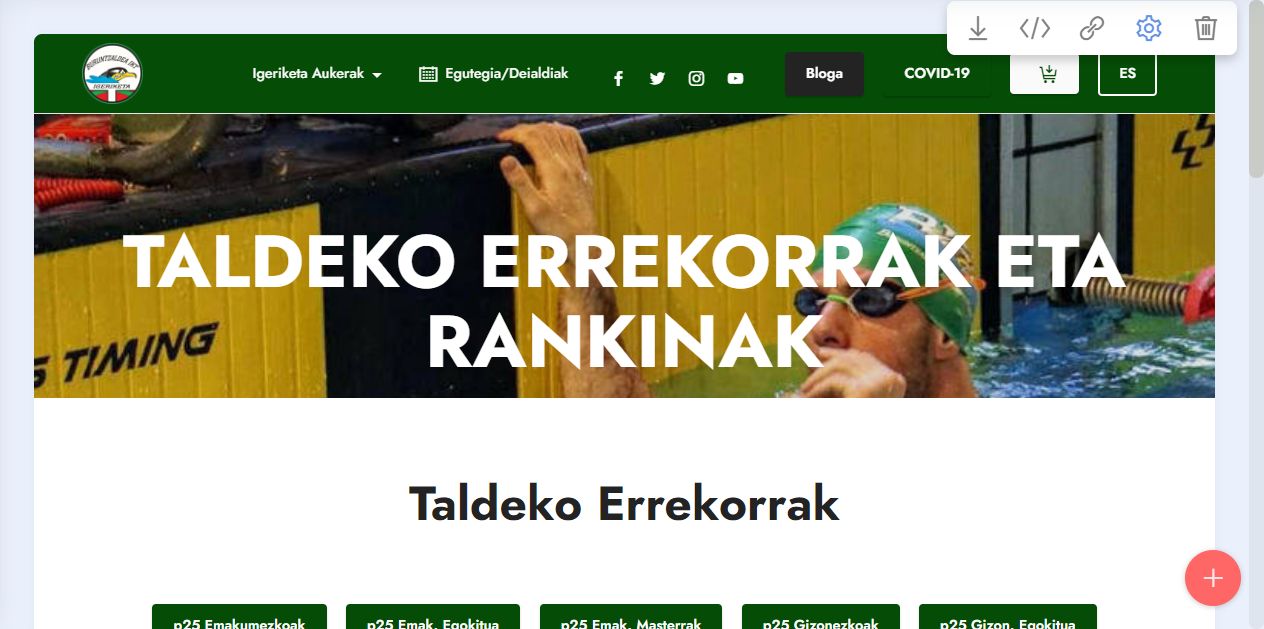 BURUNTZALDEA IKT
IGERIKETA
Igeriketa Aukerak
Egutegia/Deialdiak
Bloga
COVID-19
ES
TALDEKO ERREKORRAK ETA
RANKINAK
S TIMING
Taldeko Errekorrak
p25 Emakumezkoak
p25 Emak. Egokitua
p25 Emak. Masterrak
p25 Gizonezkoak
p25 Gizon. Egokitua